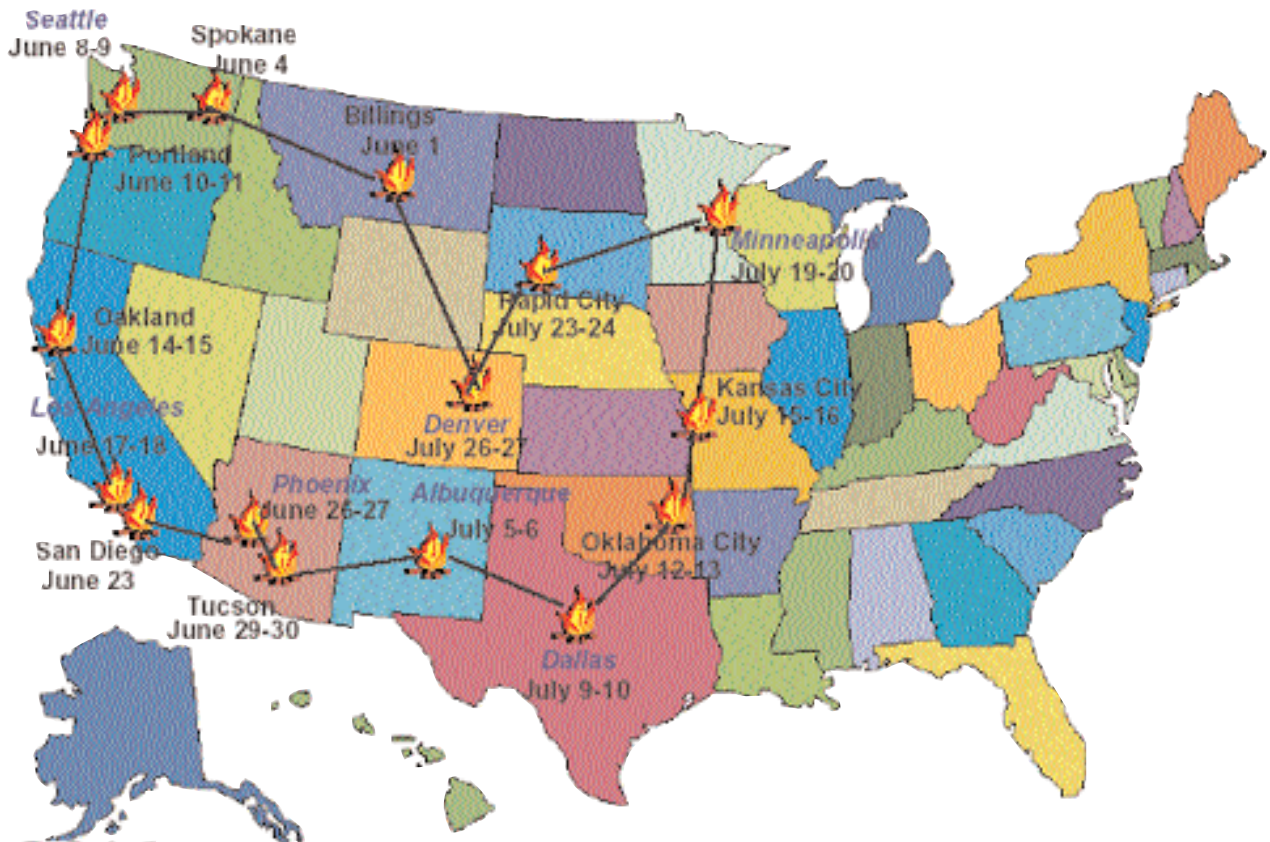 Seattle
June 8-9
Spokane
June 4
Billings
June 1
Portland
June 10-11
Minneapolis
July 19-20
Rapid City
July 23-24
Oakland
June 14-15
Kansas City
July 15-16
Los Angeles
June 17-18
Denver
July 26-27
Phoenix
June 26-27
Albuquerque
July 5-6
San Diego
June 23
Oklahoma City
July 12-13
Tucson
June 29-30
Dallas
July 9-10